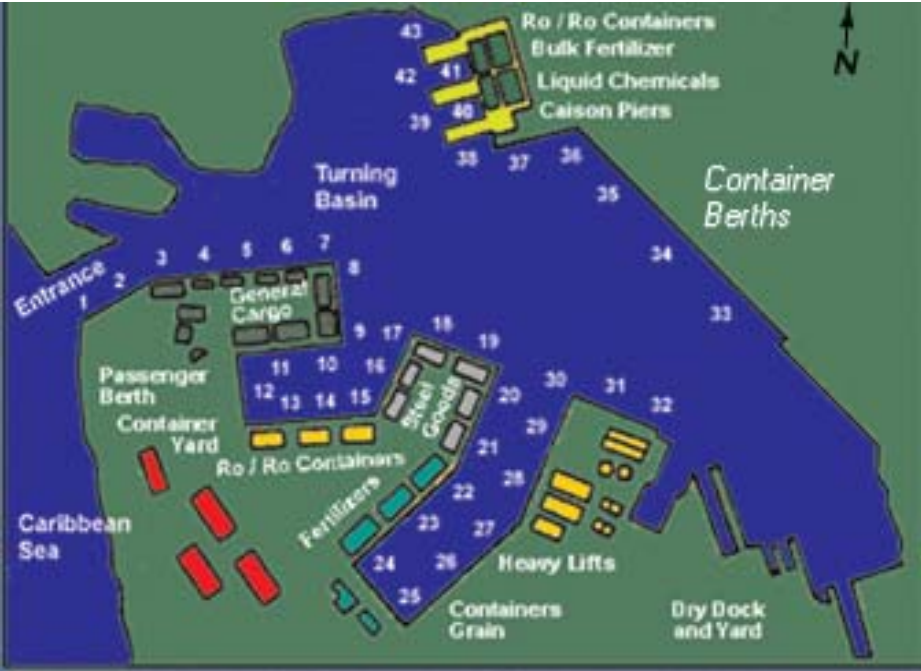 43
Ro / Ro Containers
Bulk Fertilizer
N
42
41
Liquid Chemicals
40
Caison Piers
39
38
37
36
Turning
Basin
35
Container
Berths
34
33
Entrance
1
2
3
4
5
6
7
8
General
Cargo
9
17
18
19
11
10
16
12
13
14
15
Passenger
Berth
Container
Yard
Steel
Goods
20
30
31
32
29
21
28
22
27
23
26
24
25
Ro / Ro Containers
Fertilizers
Caribbean
Sea
Heavy Lifts
Containers
Grain
Dry Dock
and Yard